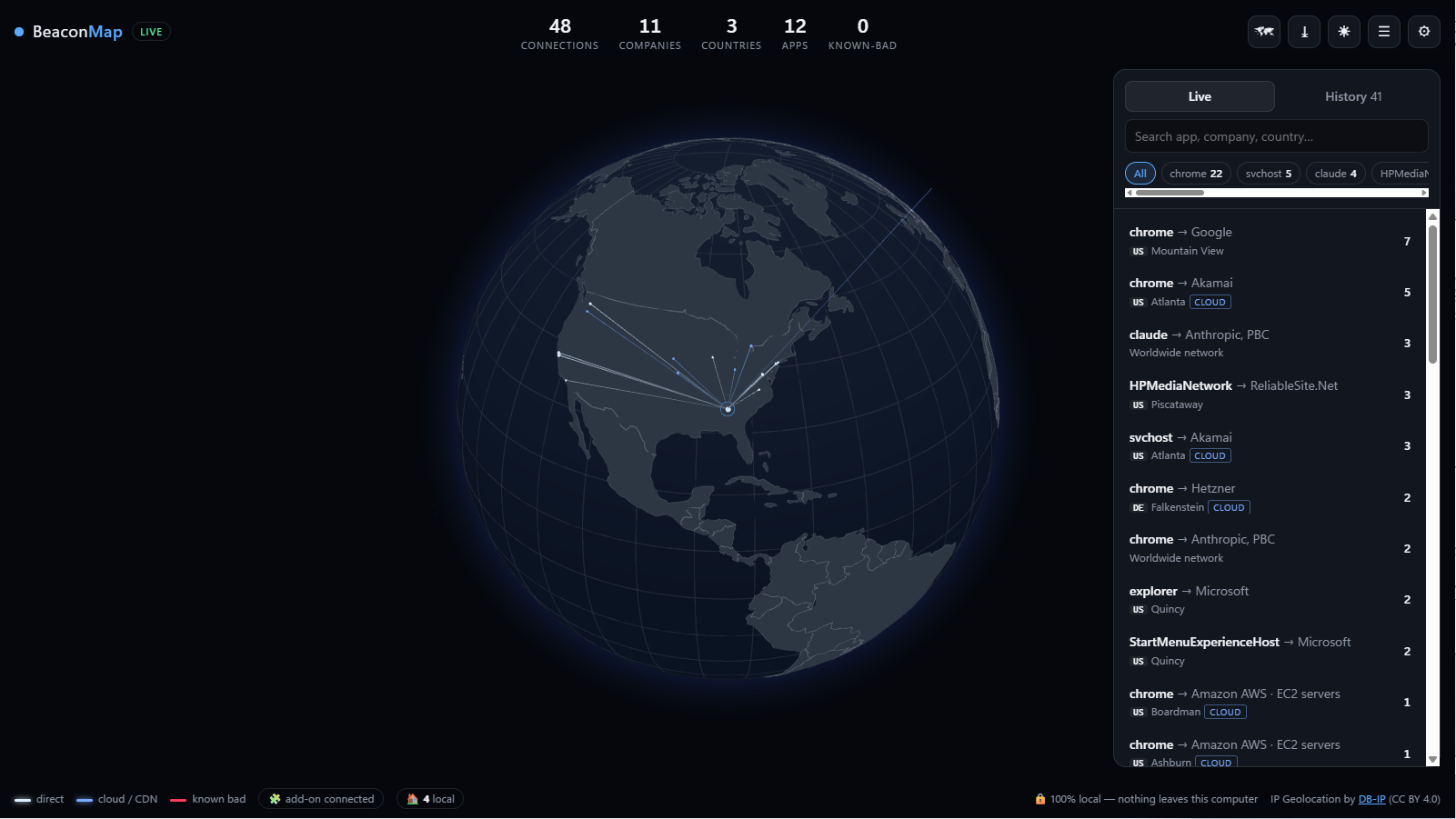 BeaconMap LIVE
48 CONNECTIONS
11 COMPANIES
3 COUNTRIES
12 APPS
0 KNOWN-BAD
Live
History 41
Search app, company, country...
All
chrome 22
svchost 5
claude 4
HPMediaN
chrome → Google
7
US Mountain View
chrome → Akamai
5
US Atlanta CLOUD
claude → Anthropic, PBC
3
Worldwide network
HPMediaNetwork → ReliableSite.Net
3
US Piscataway
svchost → Akamai
3
US Atlanta CLOUD
chrome → Hetzner
2
DE Falkenstein CLOUD
chrome → Anthropic, PBC
2
Worldwide network
explorer → Microsoft
2
US Quincy
StartMenuExperienceHost → Microsoft
2
US Quincy
chrome → Amazon AWS · EC2 servers
1
US Boardman CLOUD
chrome → Amazon AWS · EC2 servers
1
US Ashburn CLOUD
direct
cloud / CDN
known bad
add-on connected
4 local
100% local — nothing leaves this computer
IP Geolocation by DB-IP (CC BY 4.0)